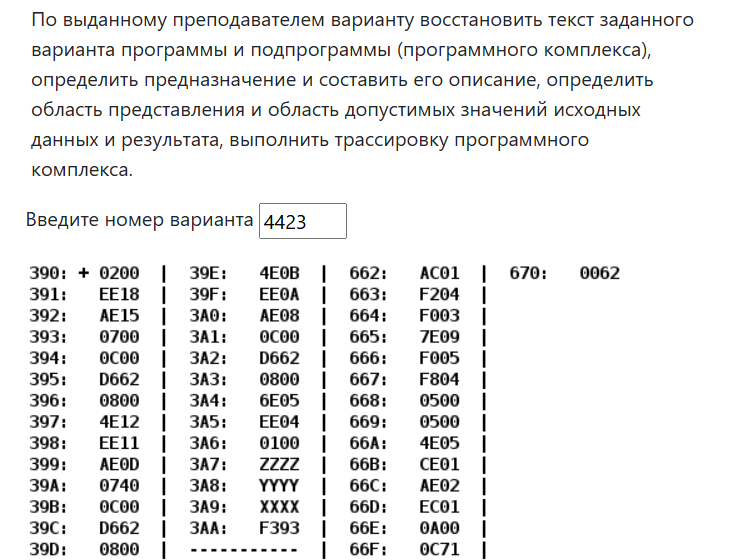 По выданному преподавателем варианту восстановить текст заданного
варианта программы и подпрограммы (программного комплекса),
определить предназначение и составить его описание, определить
область представления и область допустимых значений исходных
данных и результата, выполнить трассировку программного
комплекса.
Введите номер варианта 4423
390: + 0200 | 39E: 4E0B | 662: AC01 | 670: 0062
391: EE18 | 39F: EE0A | 663: F204 |
392: AE15 | 3A0: AE08 | 664: F003 |
393: 0700 | 3A1: 0C00 | 665: 7E09 |
394: 0C00 | 3A2: D662 | 666: F005 |
395: D662 | 3A3: 0800 | 667: F804 |
396: 0800 | 3A4: 6E05 | 668: 0500 |
397: 4E12 | 3A5: EE04 | 669: 0500 |
398: EE11 | 3A6: 0100 | 66A: 4E05 |
399: AE0D | 3A7: ZZZZ | 66B: CE01 |
39A: 0740 | 3A8: YYYY | 66C: AE02 |
39B: 0C00 | 3A9: XXXX | 66D: EC01 |
39C: D662 | 3AA: F393 | 66E: 0A00 |
39D: 0800 | ----------- | 66F: 0C71 |